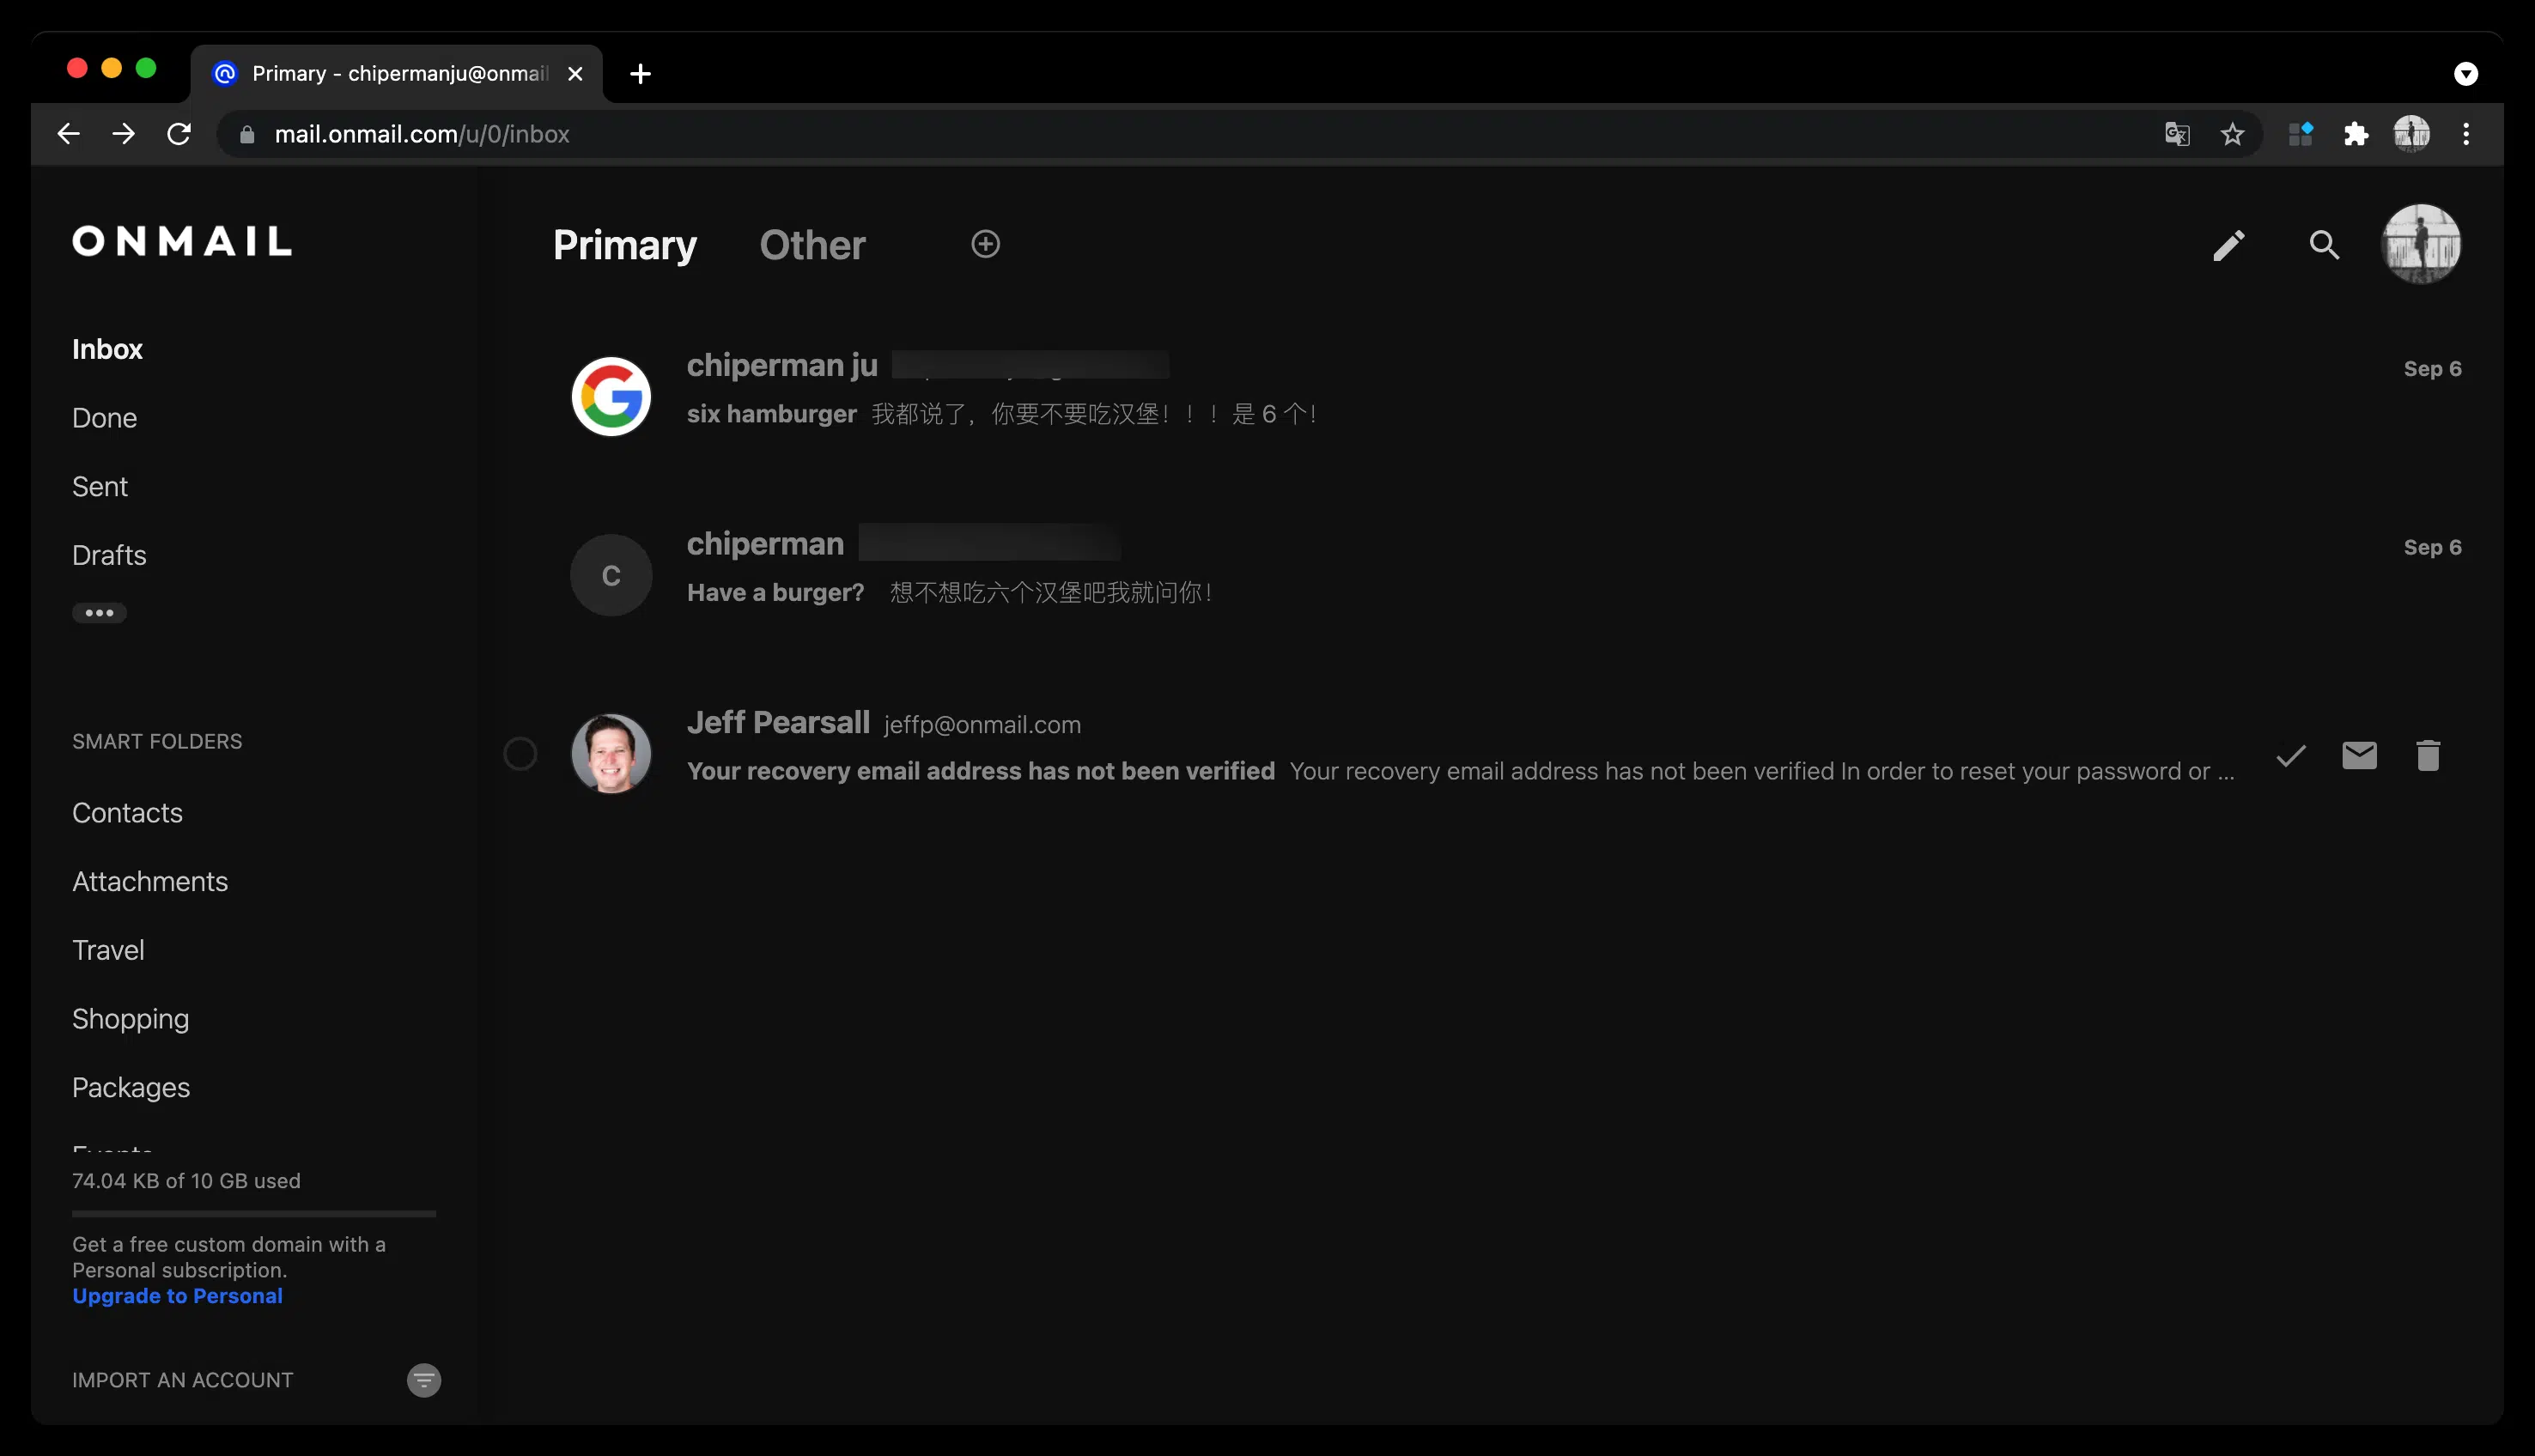 Primary - chipermanju@onmail
mail.onmail.com/u/0/inbox
ONMAIL
Primary Other
Inbox
Done
Sent
Drafts
SMART FOLDERS
Contacts
Attachments
Travel
Shopping
Packages
Events
74.04 KB of 10 GB used
Get a free custom domain with a
Personal subscription.
Upgrade to Personal
IMPORT AN ACCOUNT
chiperman ju Sep 6
six hamburger 我都说了，你要不要吃汉堡！！！是 6 个！
C
chiperman Sep 6
Have a burger? 想不想吃六个汉堡吧我就问你！
Jeff Pearsall jeffp@onmail.com
Your recovery email address has not been verified Your recovery email address has not been verified In order to reset your password or ...